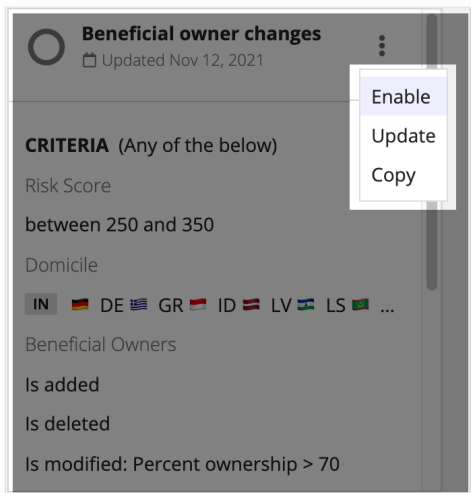 Beneficial owner changes
Updated Nov 12, 2021
Enable
Update
Copy
CRITERIA (Any of the below)
Risk Score
between 250 and 350
Domicile
IN DE GR ID LV LS ...
Beneficial Owners
Is added
Is deleted
Is modified: Percent ownership > 70